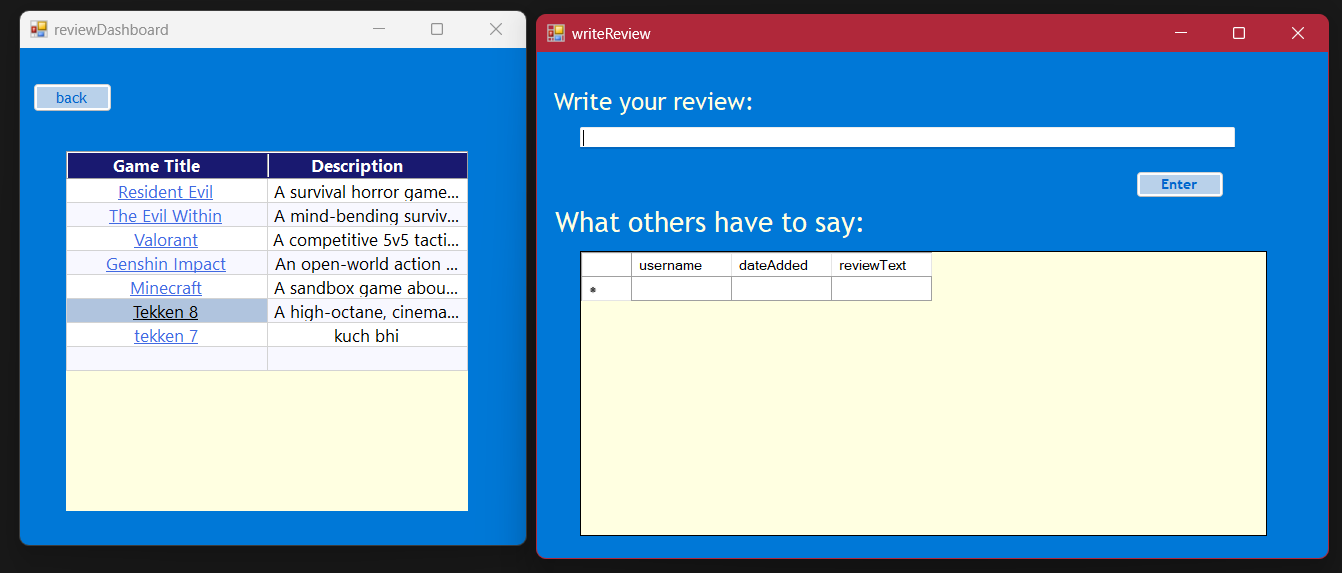 reviewDashboard
back
Game Title Description
Resident Evil A survival horror game...
The Evil Within A mind-bending surviv...
Valorant A competitive 5v5 tacti...
Genshin Impact An open-world action ...
Minecraft A sandbox game abou...
Tekken 8 A high-octane, cinema...
tekken 7 kuch bhi
writeReview
Write your review:
Enter
What others have to say:
username dateAdded reviewText
*